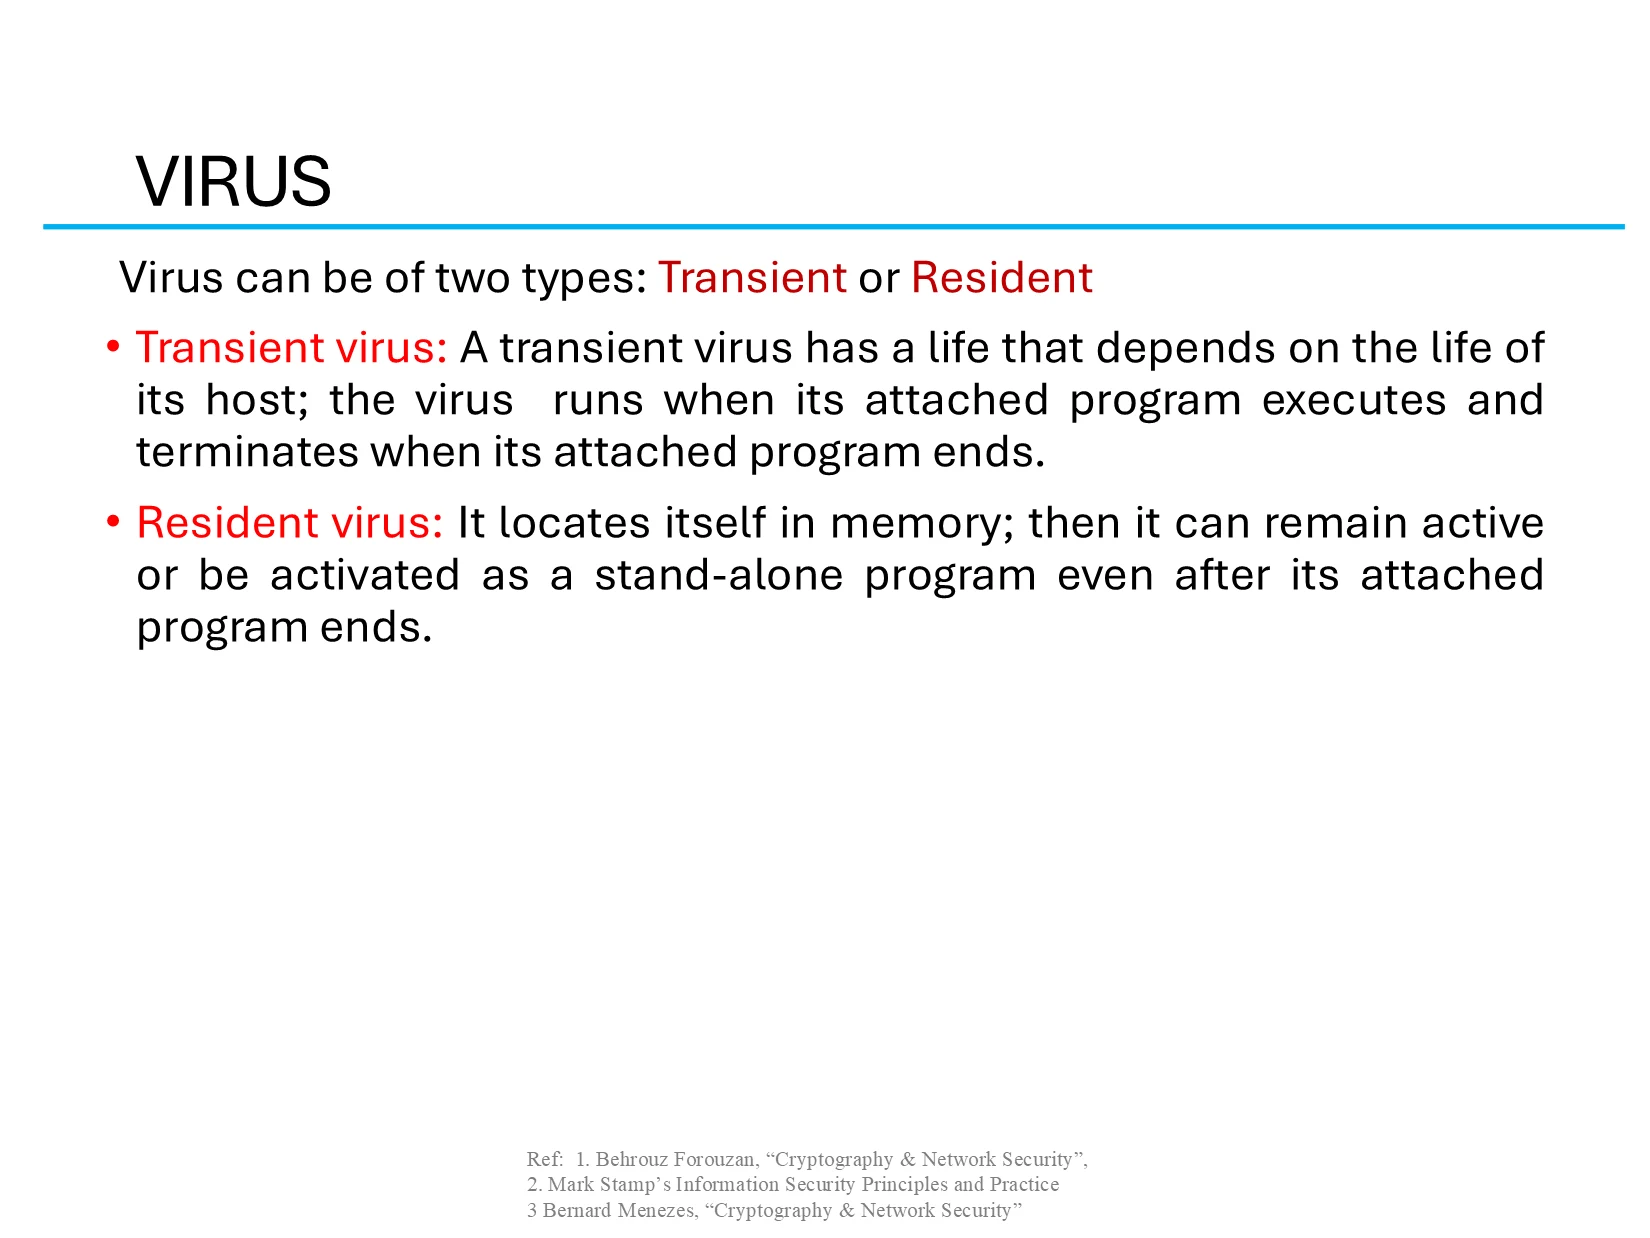 VIRUS
Virus can be of two types: Transient or Resident
• Transient virus: A transient virus has a life that depends on the life of
its host; the virus  runs when its attached program executes and
terminates when its attached program ends.
• Resident virus: It locates itself in memory; then it can remain active
or be activated as a stand-alone program even after its attached
program ends.
Ref:  1. Behrouz Forouzan, “Cryptography & Network Security”,
2. Mark Stamp’s Information Security Principles and Practice
3 Bernard Menezes, “Cryptography & Network Security”